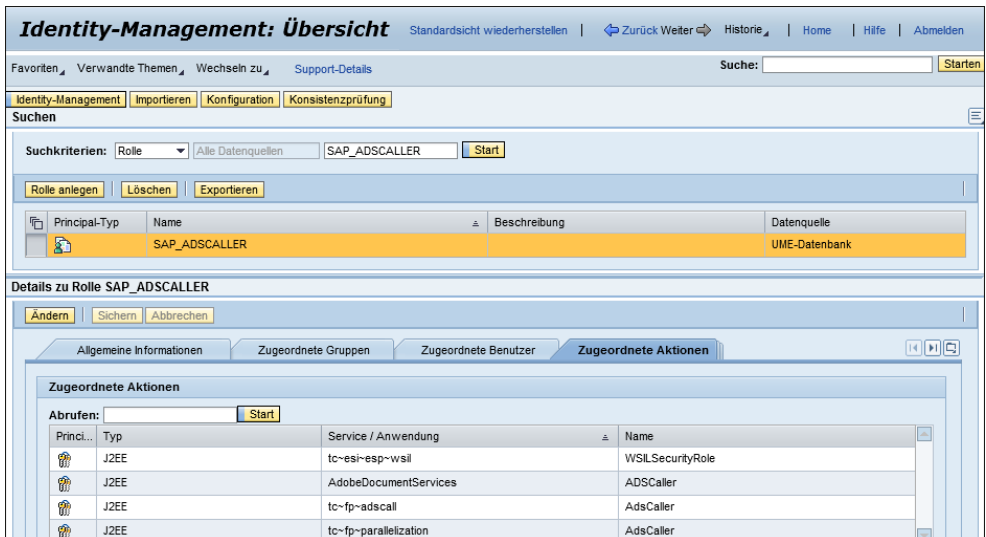 Identity-Management: Übersicht Standardsicht wiederherstellen | Zurück Weiter Historie | Home | Hilfe | Abmelden
Favoriten Verwandte Themen Wechseln zu Support-Details Suche: Starten
Identity-Management Importieren Konfiguration Konsistenzprüfung
Suchen
Suchkriterien: Rolle Alle Datenquellen SAP_ADSCALLER Start
Rolle anlegen | Löschen | Exportieren
Principal-Typ Name Beschreibung Datenquelle
SAP_ADSCALLER UME-Datenbank
Details zu Rolle SAP_ADSCALLER
Ändern | Sichern Abbrechen
Allgemeine Informationen Zugeordnete Gruppen Zugeordnete Benutzer Zugeordnete Aktionen
Zugeordnete Aktionen
Abrufen: Start
Princi... Typ Service / Anwendung Name
J2EE tc~esi~esp~wsil WSILSecurityRole
J2EE AdobeDocumentServices ADSCaller
J2EE tc~fp~adscall AdsCaller
J2EE tc~fp~parallelization AdsCaller